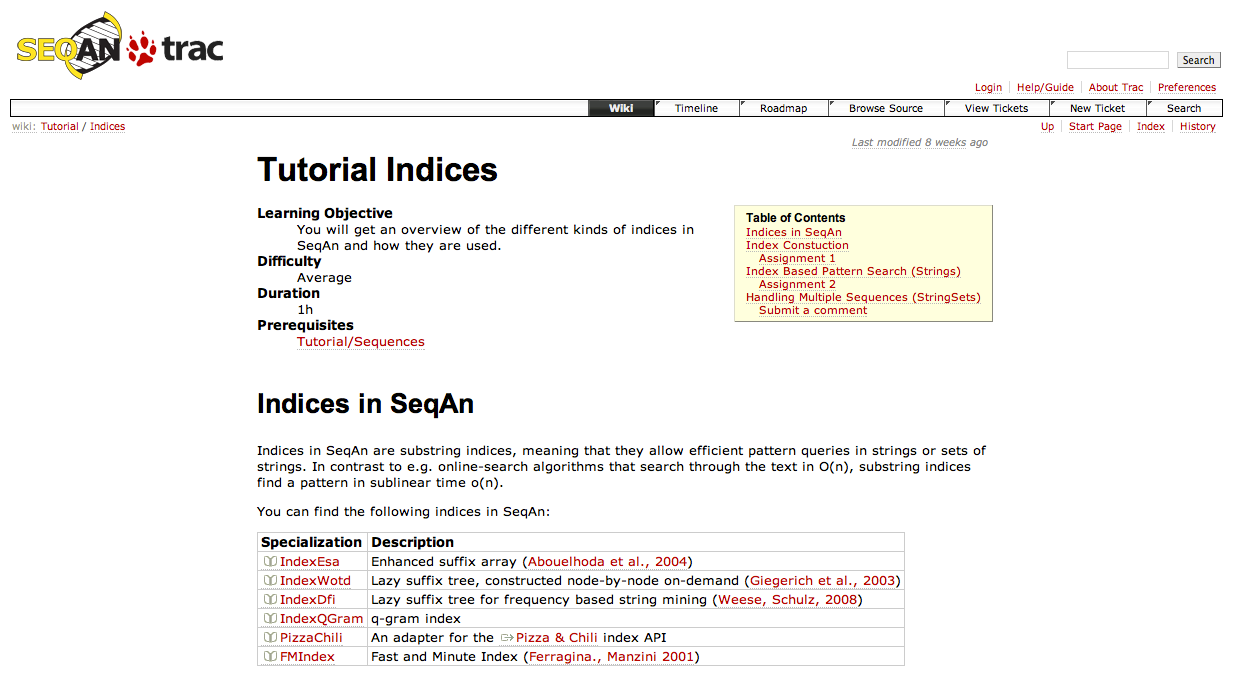 SEQAN trac
Search
Login Help/Guide About Trac Preferences
Wiki Timeline Roadmap Browse Source View Tickets New Ticket Search
wiki: Tutorial / Indices
Up Start Page Index History
Last modified 8 weeks ago
Tutorial Indices
Learning Objective
You will get an overview of the different kinds of indices in
SeqAn and how they are used.
Difficulty
Average
Duration
1h
Prerequisites
Tutorial/Sequences
Table of Contents
Indices in SeqAn
Index Constuction
Assignment 1
Index Based Pattern Search (Strings)
Assignment 2
Handling Multiple Sequences (StringSets)
Submit a comment
Indices in SeqAn
Indices in SeqAn are substring indices, meaning that they allow efficient pattern queries in strings or sets of
strings. In contrast to e.g. online-search algorithms that search through the text in O(n), substring indices
find a pattern in sublinear time o(n).
You can find the following indices in SeqAn:
Specialization Description
IndexEsa Enhanced suffix array (Abouelhoda et al., 2004)
IndexWotd Lazy suffix tree, constructed node-by-node on-demand (Giegerich et al., 2003)
IndexDfi Lazy suffix tree for frequency based string mining (Weese, Schulz, 2008)
IndexQGram q-gram index
PizzaChili An adapter for the Pizza & Chili index API
FMIndex Fast and Minute Index (Ferragina., Manzini 2001)